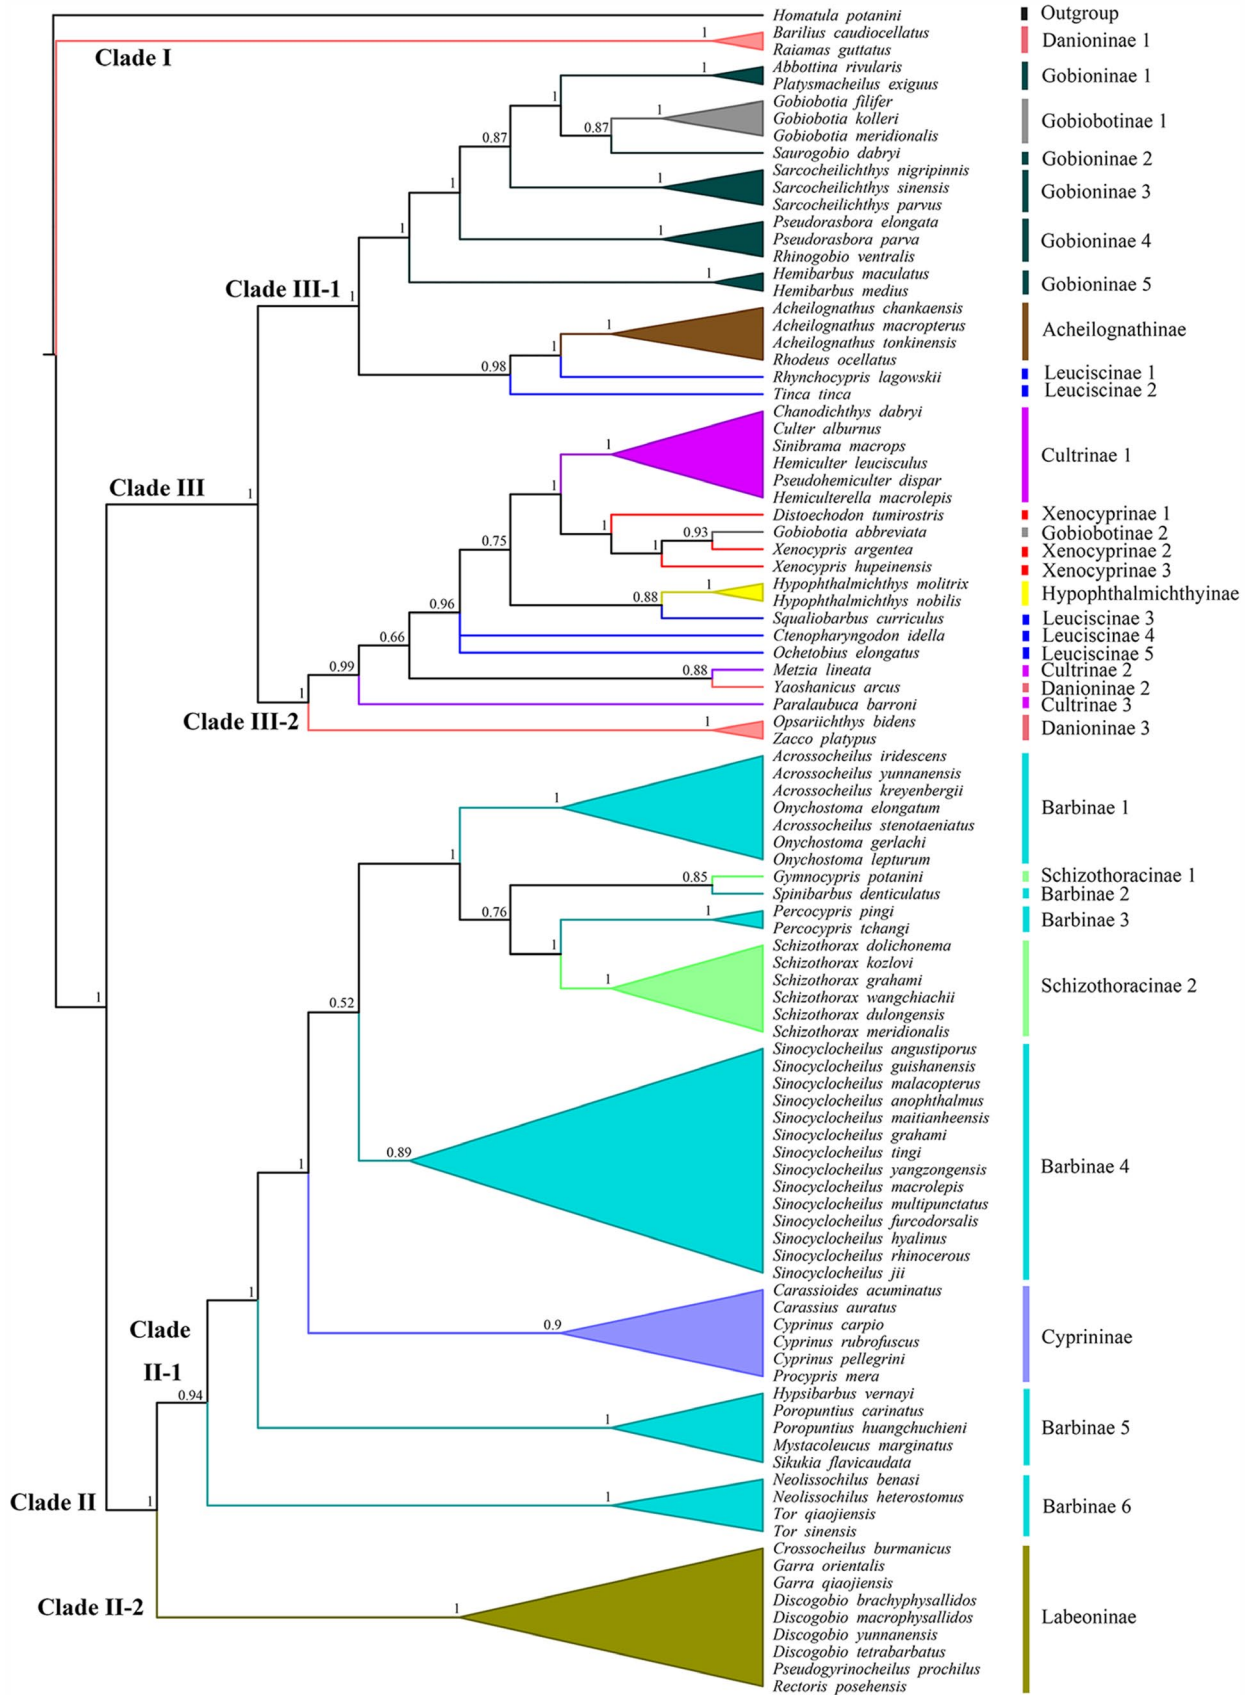 Homatula potanini Outgroup
Barilius caudiocellatus
1 Danioninae 1
Clade I Raiamas guttatus
Abbottina rivularis
1 Gobioninae 1
Platysmacheilus exiguus
1 Gobiobotia filifer
1 Gobiobotia kolleri Gobiobotinae 1
0.87 Gobiobotia meridionalis
0.87 Saurogobio dabryi Gobioninae 2
Sarcocheilichthys nigripinnis
1 1 Sarcocheilichthys sinensis Gobioninae 3
Sarcocheilichthys parvus
Pseudorasbora elongata
1 1 Pseudorasbora parva Gobioninae 4
Rhinogobio ventralis
1 Hemibarbus maculatus Gobioninae 5
Clade III-1 1 Hemibarbus medius
Acheilognathus chankaensis
1 Acheilognathus macropterus Acheilognathinae
1 Acheilognathus tonkinensis
0.98 Rhodeus ocellatus
Rhynchocypris lagowskii Leuciscinae 1
Tinca tinca Leuciscinae 2
Chanodichthys dabryi
Culter alburnus
1 Sinibrama macrops Cultrinae 1
Hemiculter leucisculus
Clade III 1 1 Pseudohemiculter dispar
Hemiculterella macrolepis
1 Distoechodon tumirostris Xenocyprinae 1
0.93 Gobiobotia abbreviata Gobiobotinae 2
0.75 1 Xenocypris argentea Xenocyprinae 2
Xenocypris hupeinensis Xenocyprinae 3
1 Hypophthalmichthys molitrix Hypophthalmichthyinae
0.96 0.88 Hypophthalmichthys nobilis
Squaliobarbus curriculus Leuciscinae 3
0.66 Ctenopharyngodon idella Leuciscinae 4
Ochetobius elongatus Leuciscinae 5
0.99 0.88 Metzia lineata Cultrinae 2
1 Yaoshanicus arcus Danioninae 2
Paralaubuca barroni Cultrinae 3
Clade III-2 1 Opsariichthys bidens Danioninae 3
Zacco platypus
Acrossocheilus iridescens
Acrossocheilus yunnanensis
1 Acrossocheilus kreyenbergii
Onychostoma elongatum Barbinae 1
Acrossocheilus stenotaeniatus
1 Onychostoma gerlachi
Onychostoma lepturum
0.85 Gymnocypris potanini Schizothoracinae 1
Spinibarbus denticulatus Barbinae 2
0.76 1 Percocypris pingi Barbinae 3
Percocypris tchangi
1 Schizothorax dolichonema
Schizothorax kozlovi
1 Schizothorax grahami Schizothoracinae 2
1 0.52 Schizothorax wangchiachii
Schizothorax dulongensis
Schizothorax meridionalis
Sinocyclocheilus angustiporus
Sinocyclocheilus guishanensis
Sinocyclocheilus malacopterus
Sinocyclocheilus anophthalmus
Sinocyclocheilus maitianheensis
Sinocyclocheilus grahami
0.89 Sinocyclocheilus tingi
1 Sinocyclocheilus yangzongensis Barbinae 4
Sinocyclocheilus macrolepis
Sinocyclocheilus multipunctatus
Sinocyclocheilus furcodorsalis
Sinocyclocheilus hyalinus
Sinocyclocheilus rhinocerous
Sinocyclocheilus jii
1 Carassioides acuminatus
Carassius auratus
Clade 0.9 Cyprinus carpio Cyprininae
Cyprinus rubrofuscus
II-1 Cyprinus pellegrini
Procypris mera
0.94 Hypsibarbus vernayi
Poropuntius carinatus
1 Poropuntius huangchuchieni Barbinae 5
Mystacoleucus marginatus
Sikukia flavicaudata
Neolissochilus benasi
Clade II 1 1 Neolissochilus heterostomus Barbinae 6
Tor qiaojiensis
Tor sinensis
Crossocheilus burmanicus
Garra orientalis
Garra qiaojiensis
Discogobio brachyphysallidos
Clade II-2 1 Discogobio macrophysallidos Labeoninae
Discogobio yunnanensis
Discogobio tetrabarbatus
Pseudogyrinocheilus prochilus
Rectoris posehensis